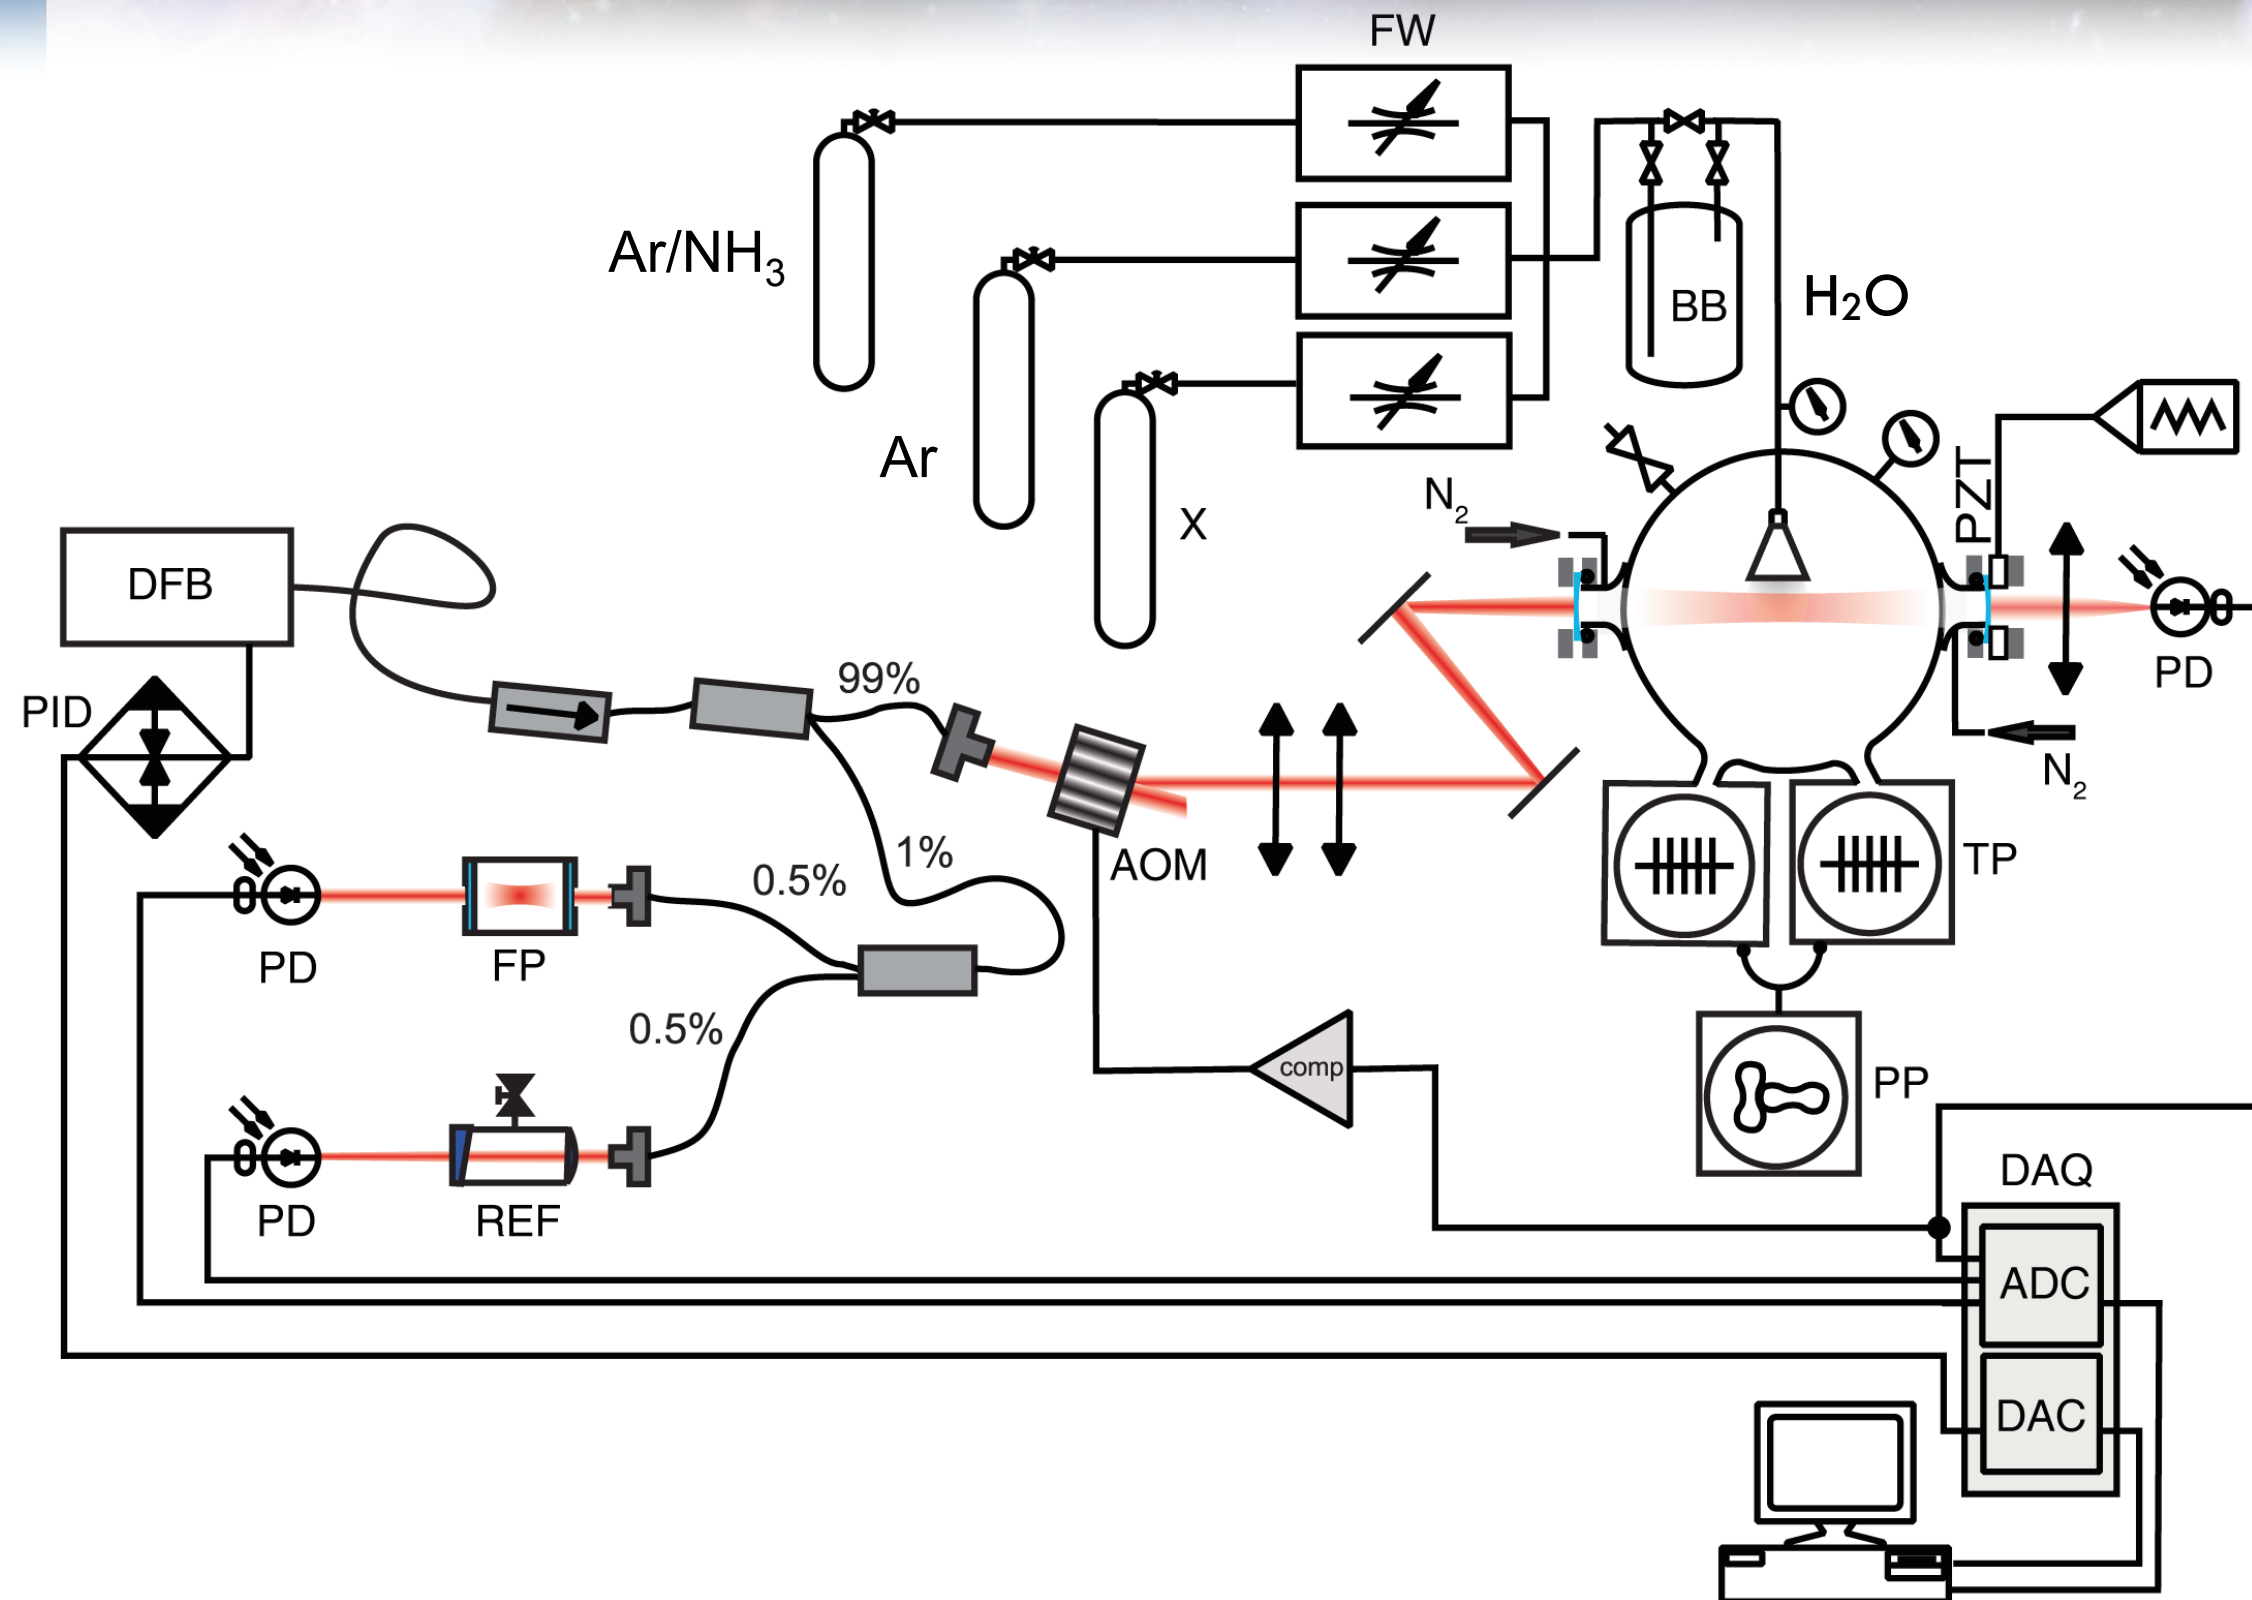 FW
Ar/NH₃
BB
H₂O
Ar
PZT
N₂
X
DFB
PD
99%
PID
N₂
1%
AOM
TP
0.5%
PD
FP
0.5%
comp
PP
DAQ
PD
REF
ADC
DAC